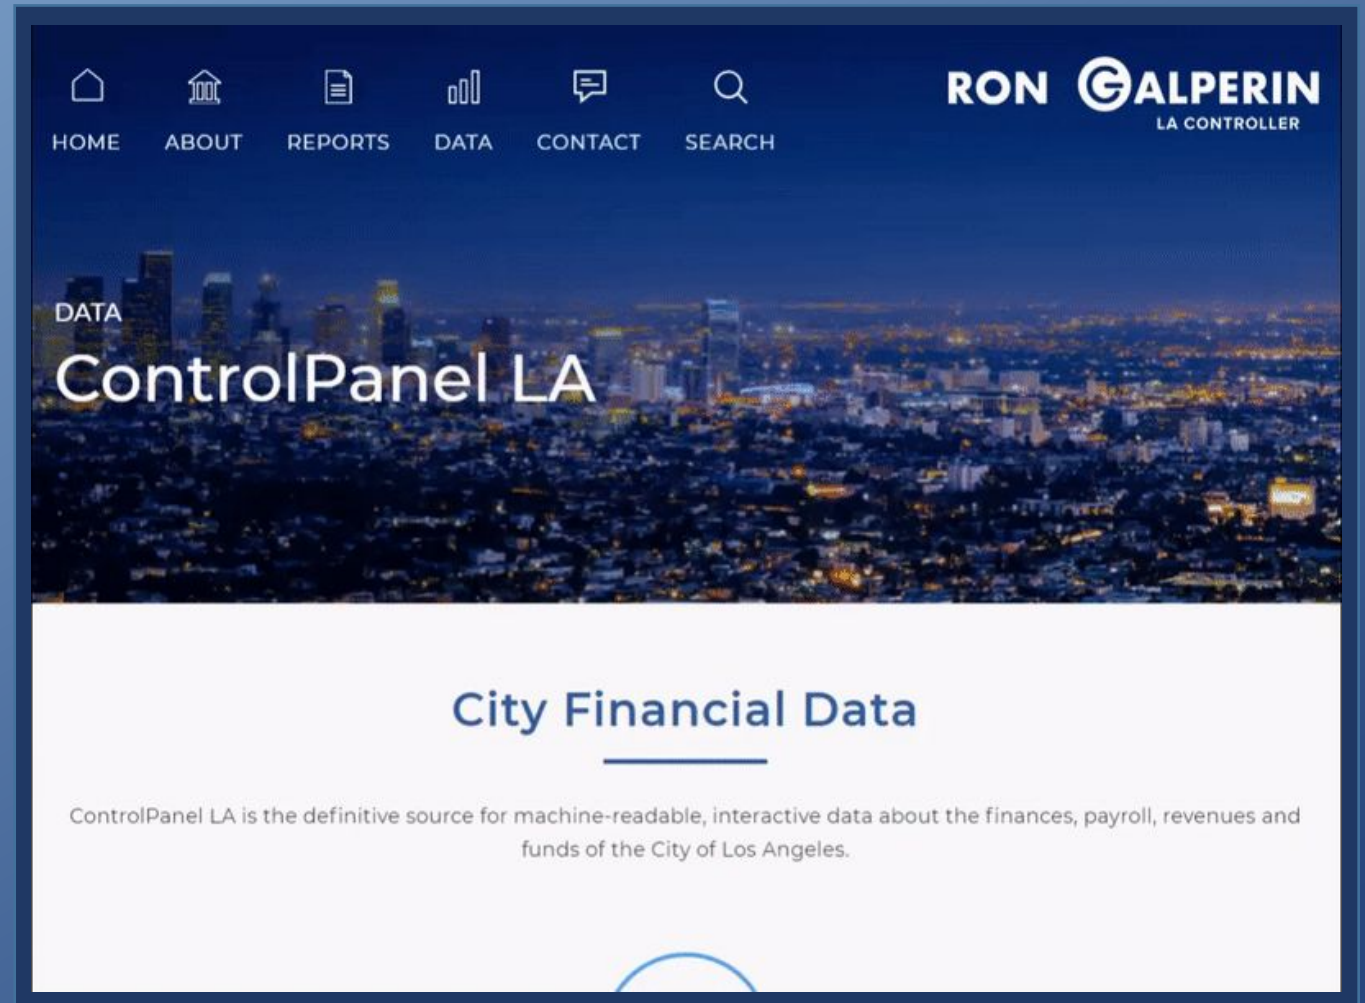 HOME ABOUT REPORTS DATA CONTACT SEARCH
RON GALPERIN
LA CONTROLLER
DATA
ControlPanel LA
City Financial Data
ControlPanel LA is the definitive source for machine-readable, interactive data about the finances, payroll, revenues and
funds of the City of Los Angeles.